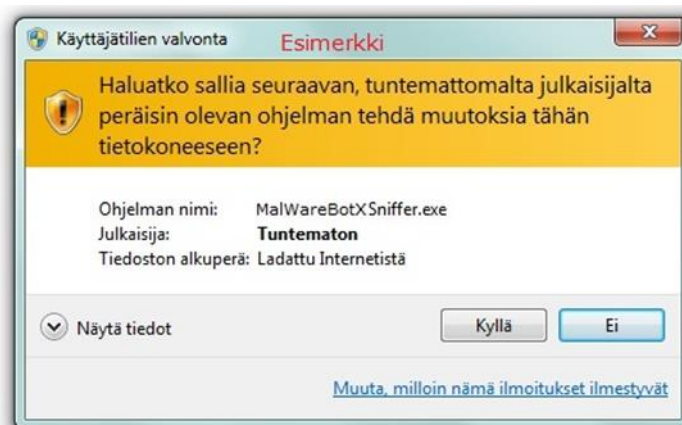 Käyttäjätilien valvonta Esimerkki
Haluatko sallia seuraavan, tuntemattomalta julkaisijalta
peräisin olevan ohjelman tehdä muutoksia tähän
tietokoneeseen?
Ohjelman nimi: MalWareBotXSniffer.exe
Julkaisija: Tuntematon
Tiedoston alkuperä: Ladattu Internetistä
Näytä tiedot Kyllä Ei
Muuta, milloin nämä ilmoitukset ilmestyvät